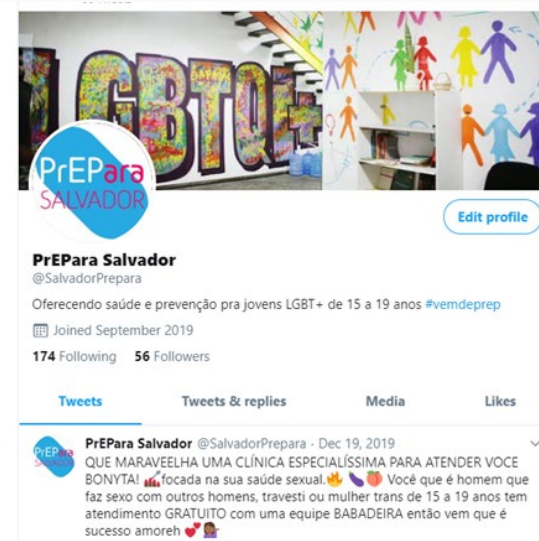 LGBTQI+
PrEPara
SALVADOR
Edit profile
PrEPara Salvador
@SalvadorPrepara
Oferecendo saúde e prevenção pra jovens LGBT+ de 15 a 19 anos #vemdeprep
Joined September 2019
174 Following 56 Followers
Tweets Tweets & replies Media Likes
PrEPara
SALVADOR
PrEPara Salvador @SalvadorPrepara · Dec 19, 2019
QUE MARAVEELHA UMA CLÍNICA ESPECIALÍSSIMA PARA ATENDER VOCE
BONYTA! 💅focada na sua saúde sexual.🔥 🍆🍑 Você que é homem que
faz sexo com outros homens, travesti ou mulher trans de 15 a 19 anos tem
atendimento GRATUITO com uma equipe BABADEIRA então vem que é
sucesso amoreh 💕💁🏾